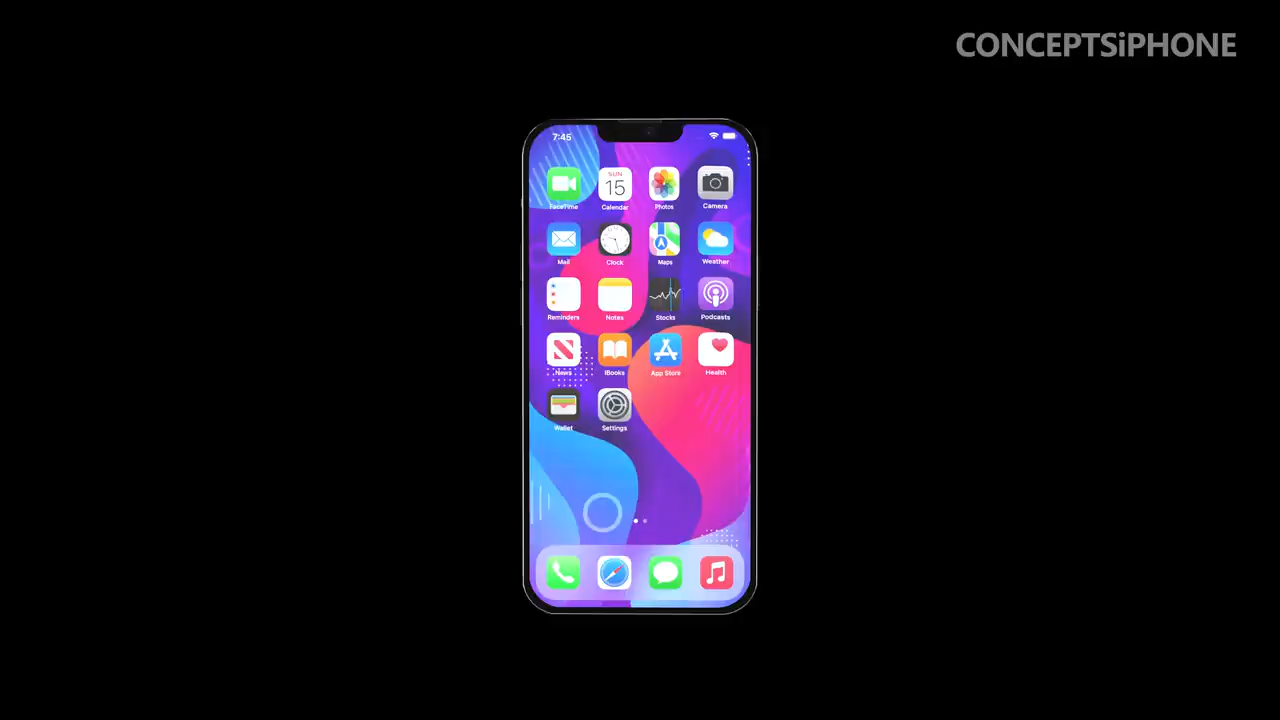 CONCEPTSiPHONE
7:45
FaceTime
SUN
15
Calendar
Photos
Camera
Mail
Clock
Maps
Weather
Reminders
Notes
Stocks
Podcasts
News
iBooks
App Store
Health
Wallet
Settings